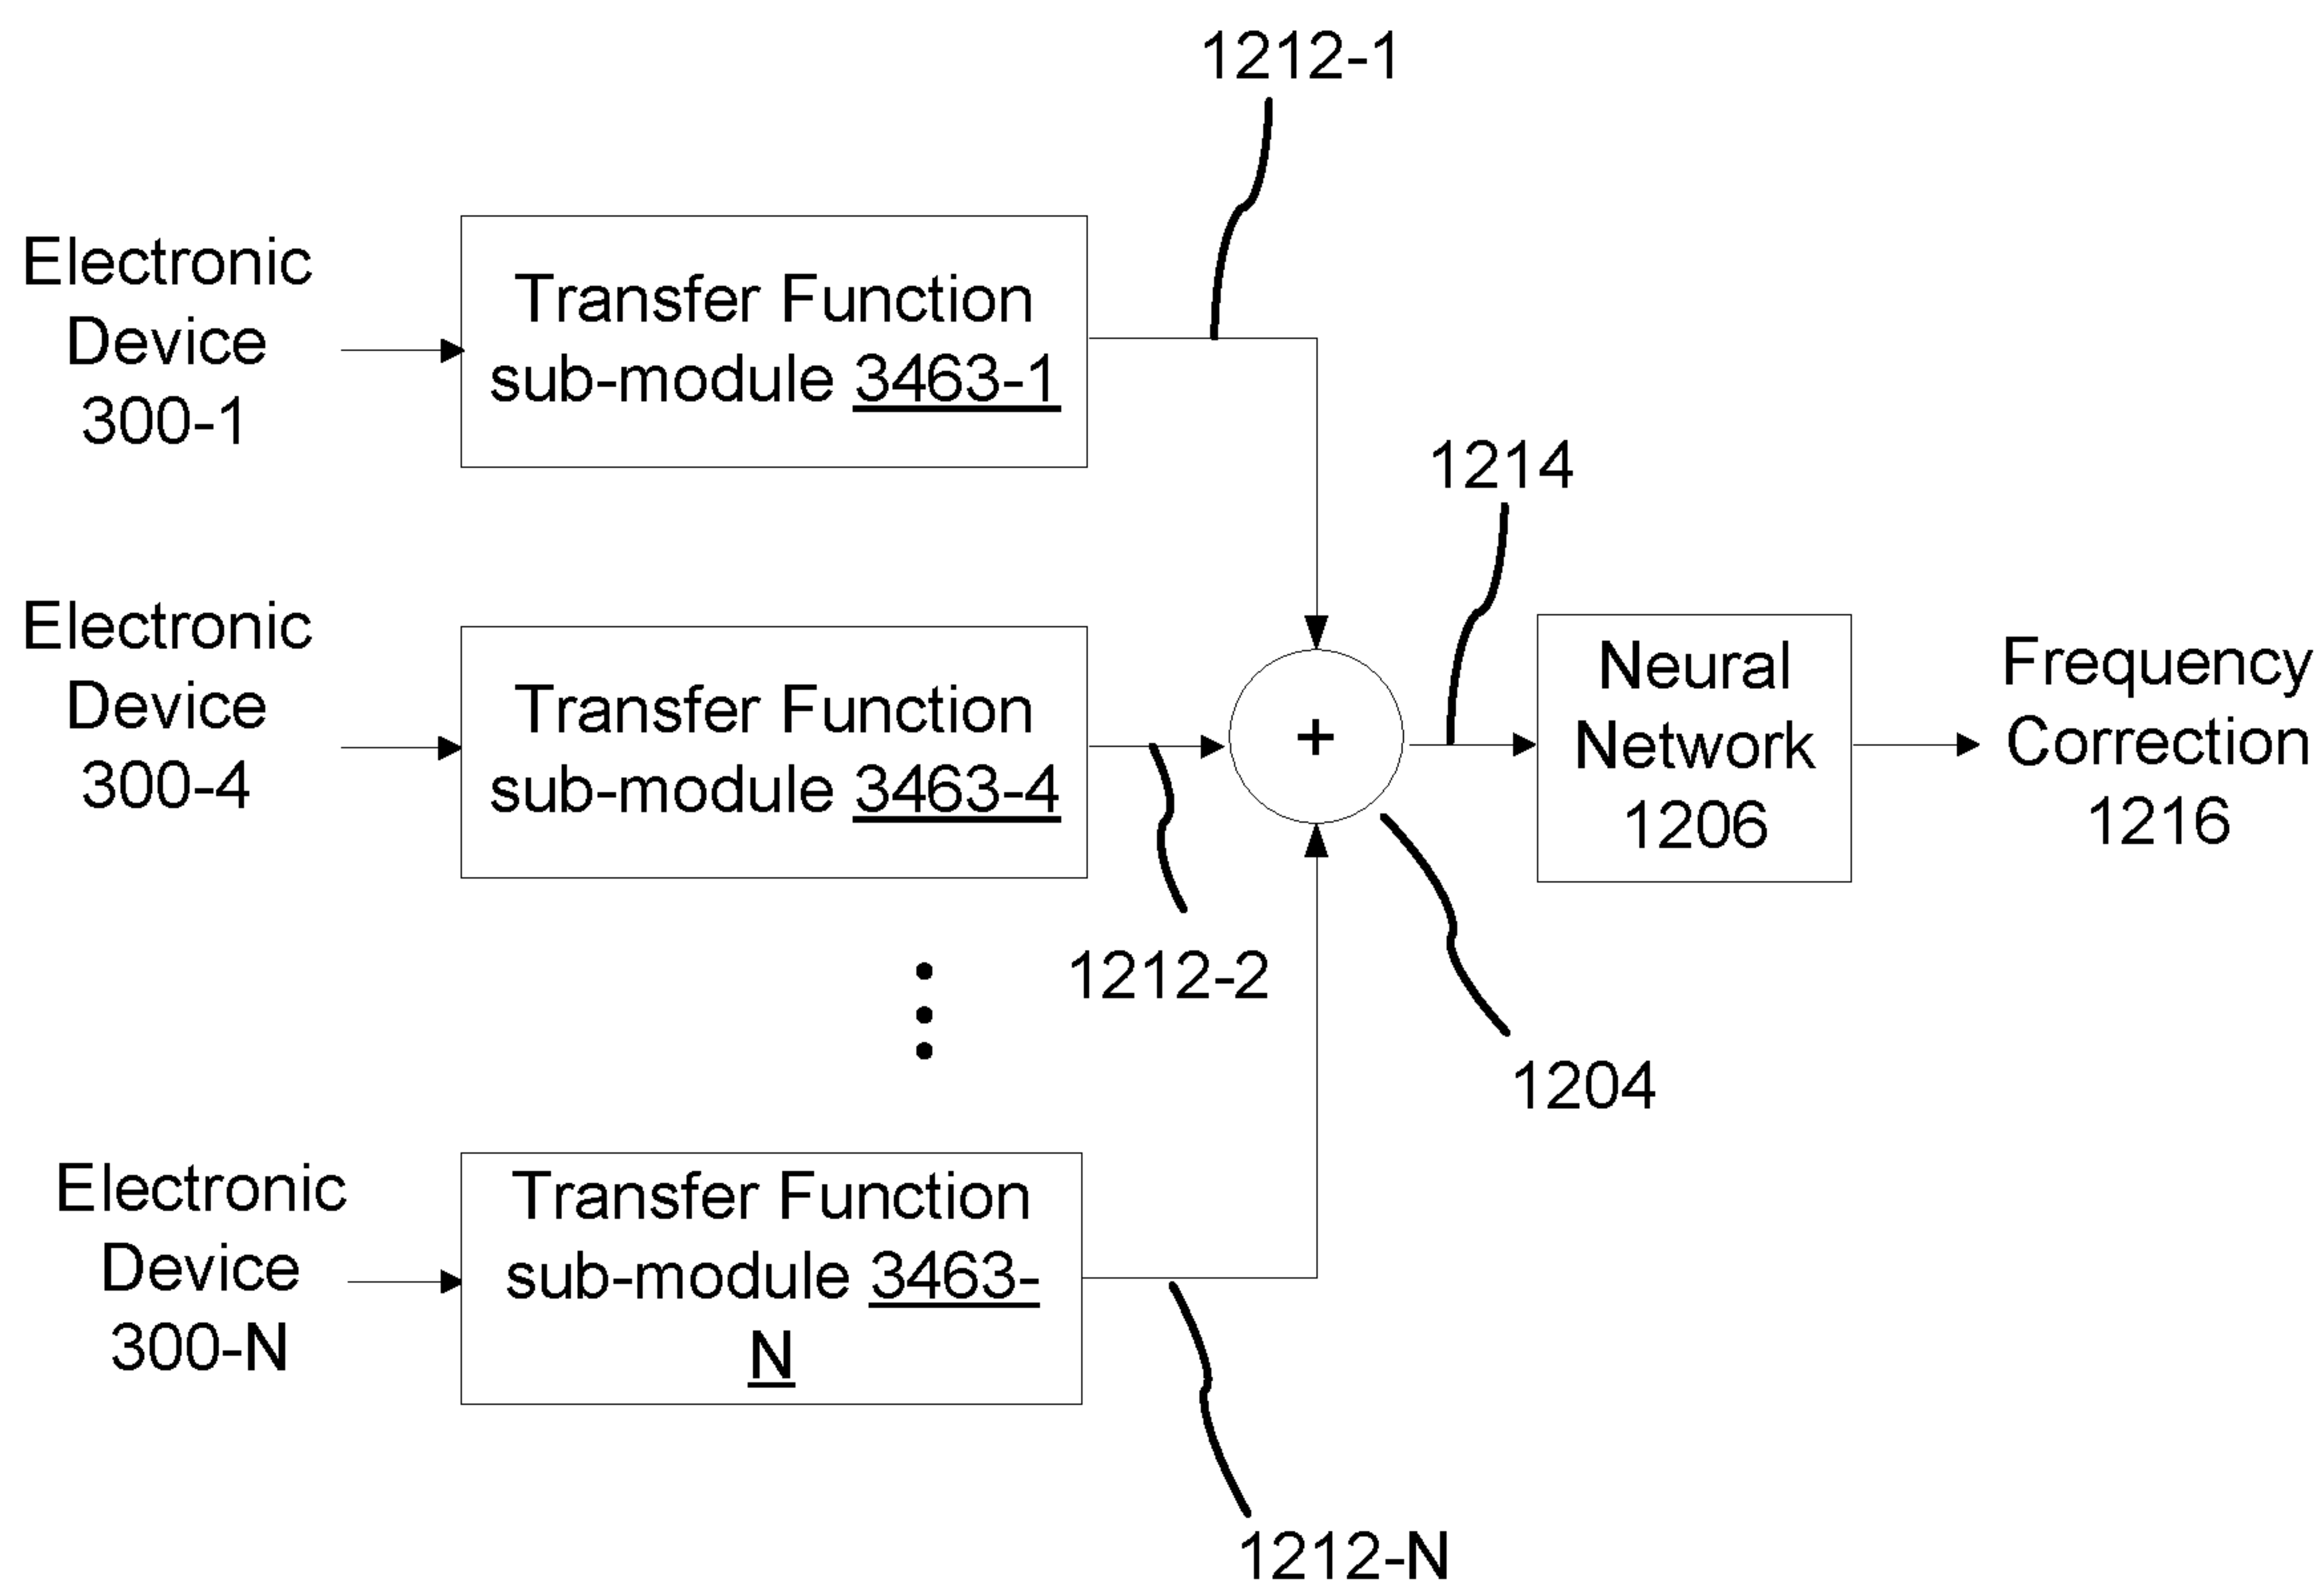 1212-1
Electronic
Device
300-1
Transfer Function
sub-module 3463-1
1214
Electronic
Device
300-4
Transfer Function
sub-module 3463-4
+
Neural
Network
1206
Frequency
Correction
1216
1212-2
1204
Electronic
Device
300-N
Transfer Function
sub-module 3463-
N
1212-N